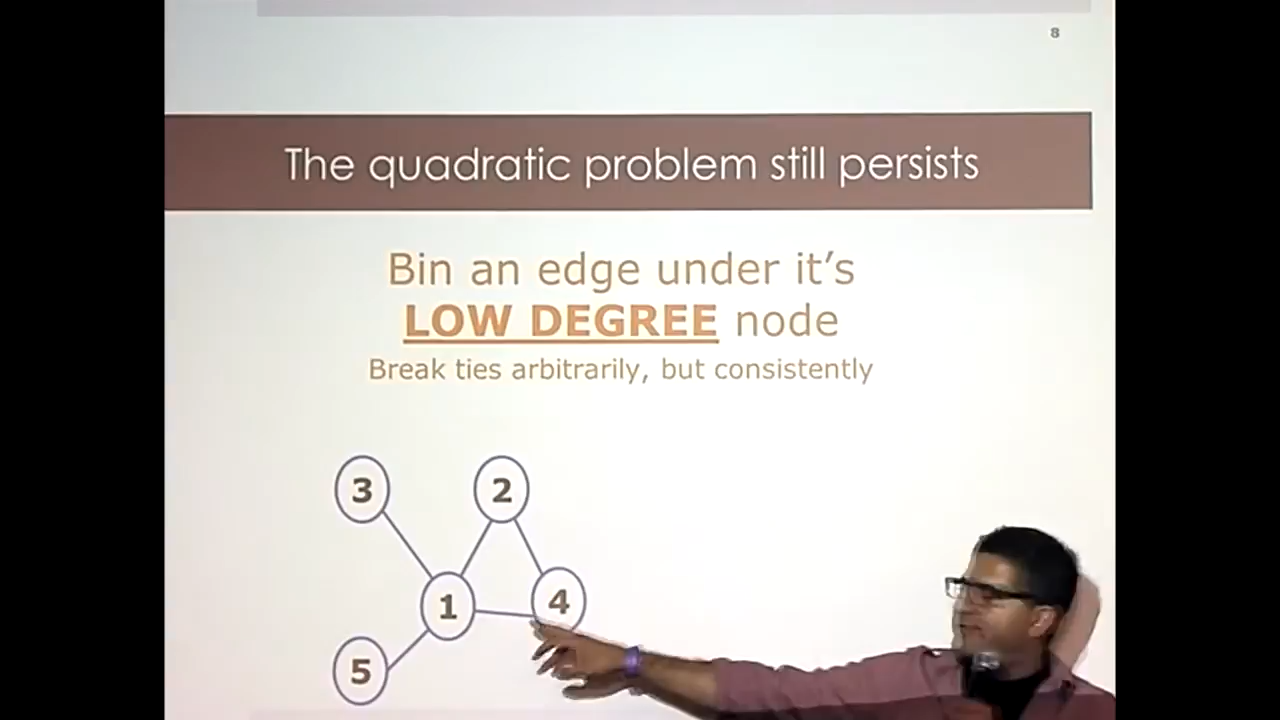 8
The quadratic problem still persists
Bin an edge under it's
LOW DEGREE node
Break ties arbitrarily, but consistently
3
2
1
4
5